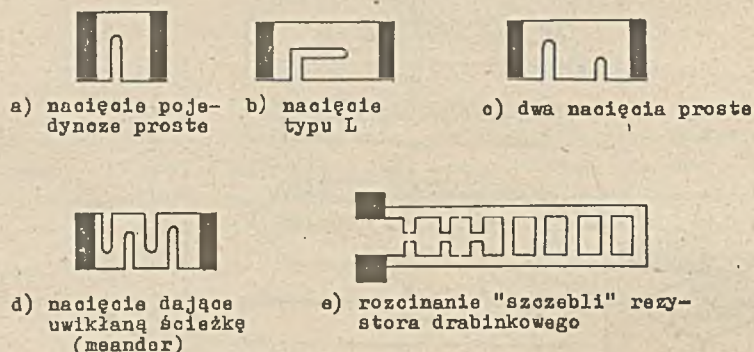 a) nacięcie poje-
dyncze proste
b) nacięcie
typu L
c) dwa nacięcia proste
d) nacięcie dające
uwikłaną ścieżkę
(meander)
e) rozcinanie "szczebli" rezy-
stora drabinkowego